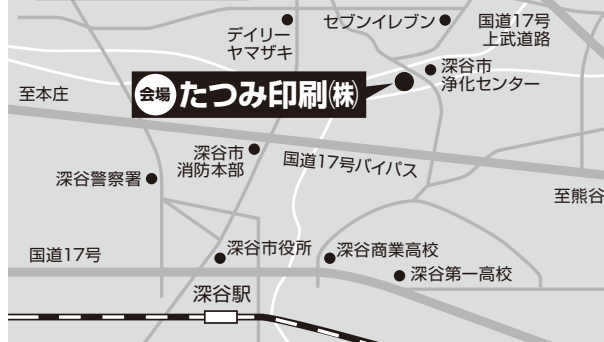 デイリー
ヤマザキ
セブンイレブン
国道17号
上武道路
深谷市
浄化センター
至本庄
会場 たつみ印刷㈱
深谷市
消防本部
国道17号バイパス
深谷警察署
至熊谷
国道17号
深谷市役所
深谷商業高校
深谷第一高校
深谷駅